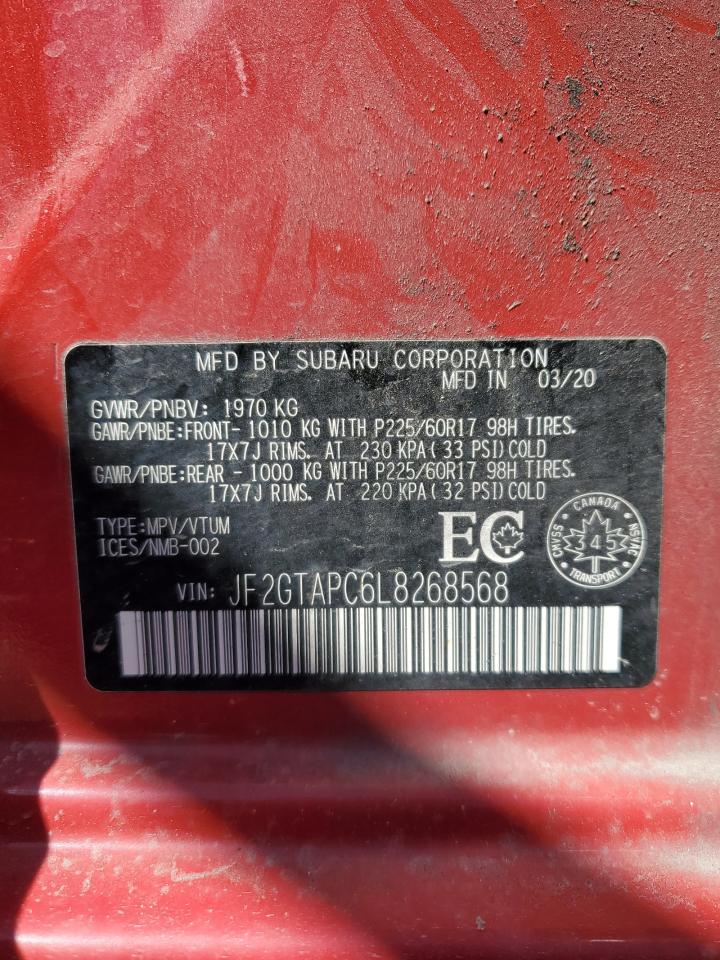 MFD BY SUBARU CORPORATION
MFD IN 03/20
GVWR/PNBV: 1970 KG
GAWR/PNBE:FRONT- 1010 KG WITH P225/60R17 98H TIRES.
17X7J RIMS. AT 230 KPA(33 PSI)COLD
GAWR/PNBE:REAR - 1000 KG WITH P225/60R17 98H TIRES.
17X7J RIMS. AT 220 KPA(32 PSI)COLD
TYPE:MPV/VTUM
ICES/NMB-002
EC
CANADA
CMVSS 345 NSVAC
TRANSPORT
VIN: JF2GTAPC6L8268568